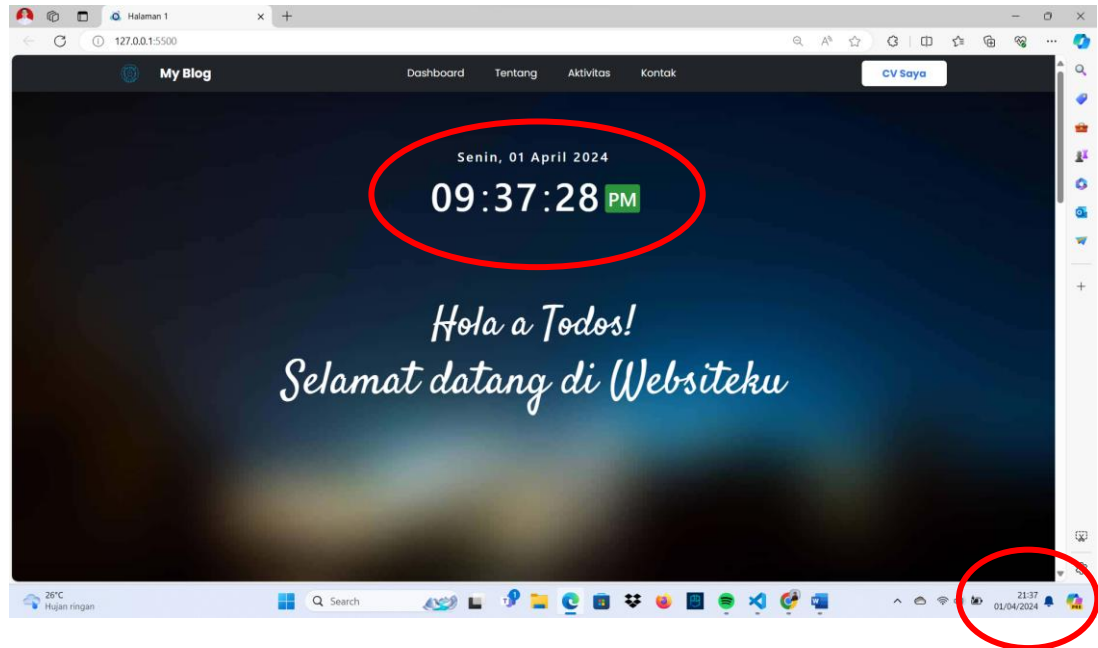 Halaman 1
127.0.0.1:5500
My Blog
Dashboard Tentang Aktivitas Kontak
CV Saya
Senin, 01 April 2024
09:37:28 PM
Hola a Todos!
Selamat datang di Websiteku
26°C
Hujan ringan
Search
21:37
01/04/2024